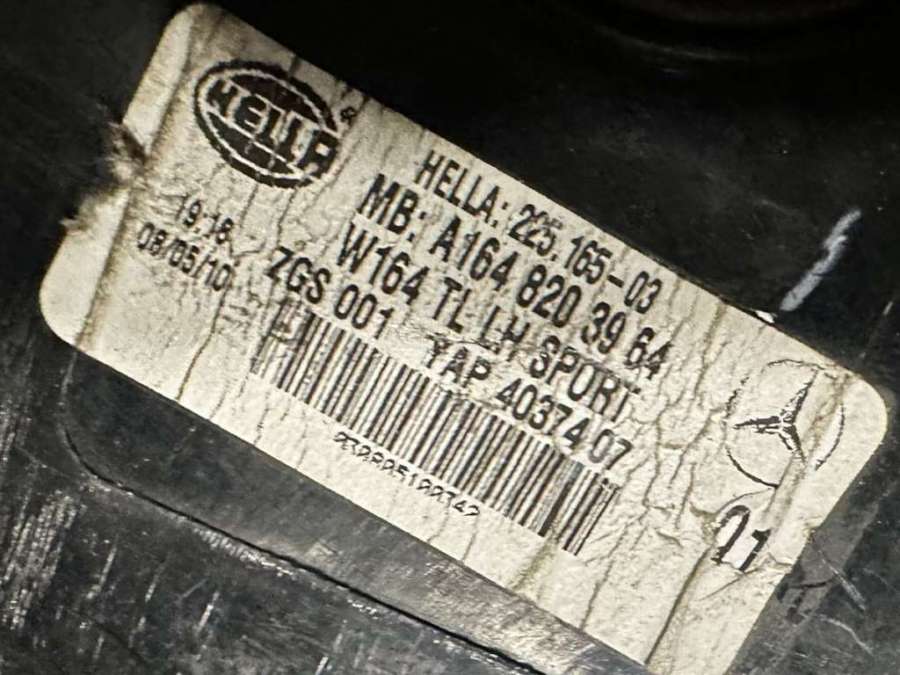 HELLA
HELLA: 225.165-03
MB: A164 820 39 64
W164 TL LH SPORT
19:18
08/05/10
ZGS 001 TAP 40374 07